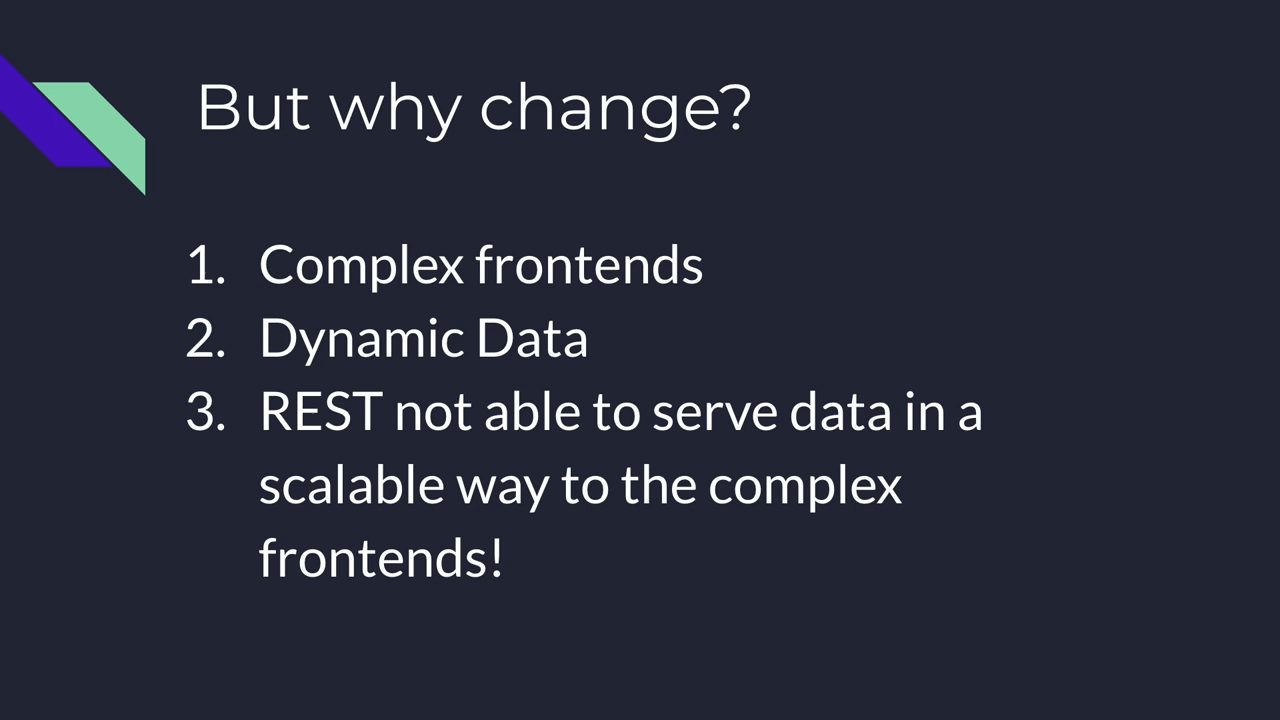 But why change?
1. Complex frontends
2. Dynamic Data
3. REST not able to serve data in a
scalable way to the complex
frontends!